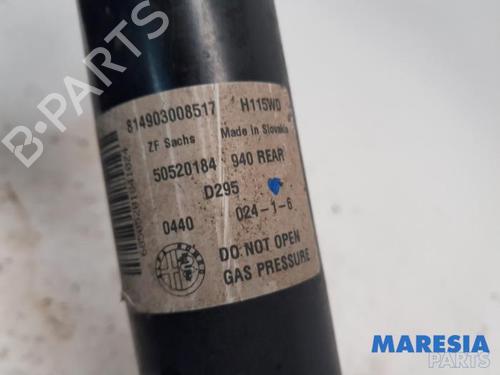 814903008517 H115WD
ZF Sachs Made in Slovakia
50520184 940 REAR
D295
0440 024-1-6
DO NOT OPEN
GAS PRESSURE
MARESIA
PARTS